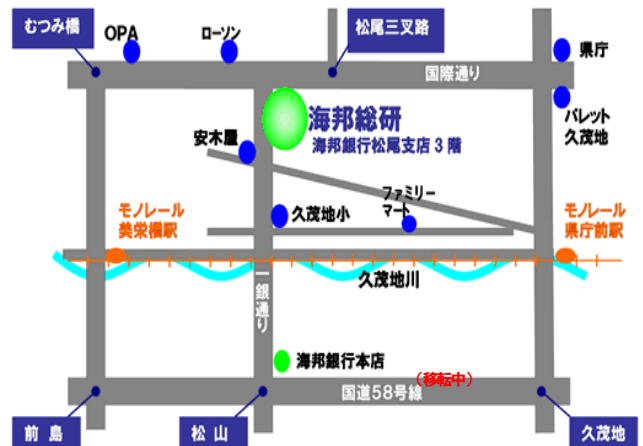 むつみ橋
OPA
ローソン
松尾三叉路
県庁
国際通り
パレット
久茂地
海邦総研
海邦銀行松尾支店3階
安木屋
ファミリー
マート
久茂地小
モノレール
美栄橋駅
モノレール
県庁前駅
久茂地川
一銀通り
海邦銀行本店
(移転中)
国道58号線
前島
松山
久茂地